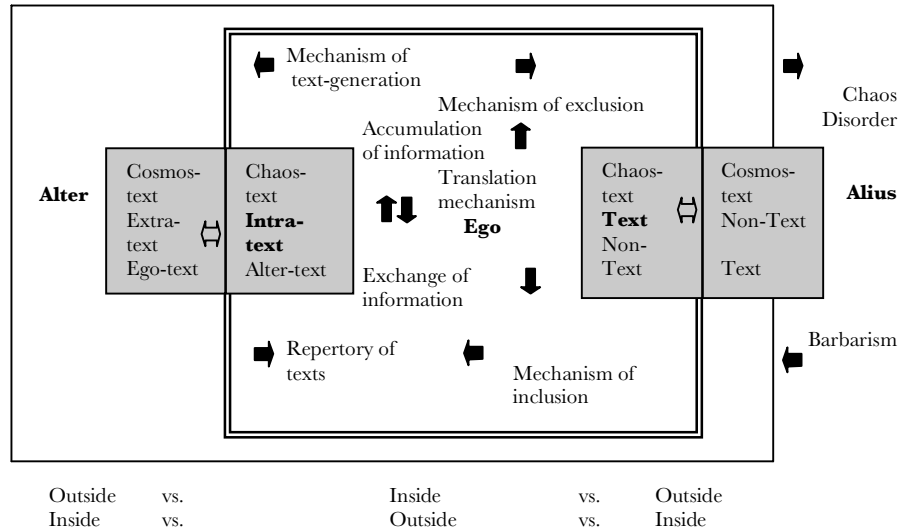 Mechanism of
text-generation
Mechanism of exclusion
Chaos
Disorder
Accumulation
of information
Alter
Cosmos-
text
Extra-
text
Ego-text
Chaos-
text
Intra-
text
Alter-text
Translation
mechanism
Ego
Chaos-
text
Text
Non-
Text
Cosmos-
text
Non-Text
Text
Alius
Exchange of
information
Repertory of
texts
Mechanism of
inclusion
Barbarism
Outside vs. Inside vs. Outside
Inside vs. Outside vs. Inside